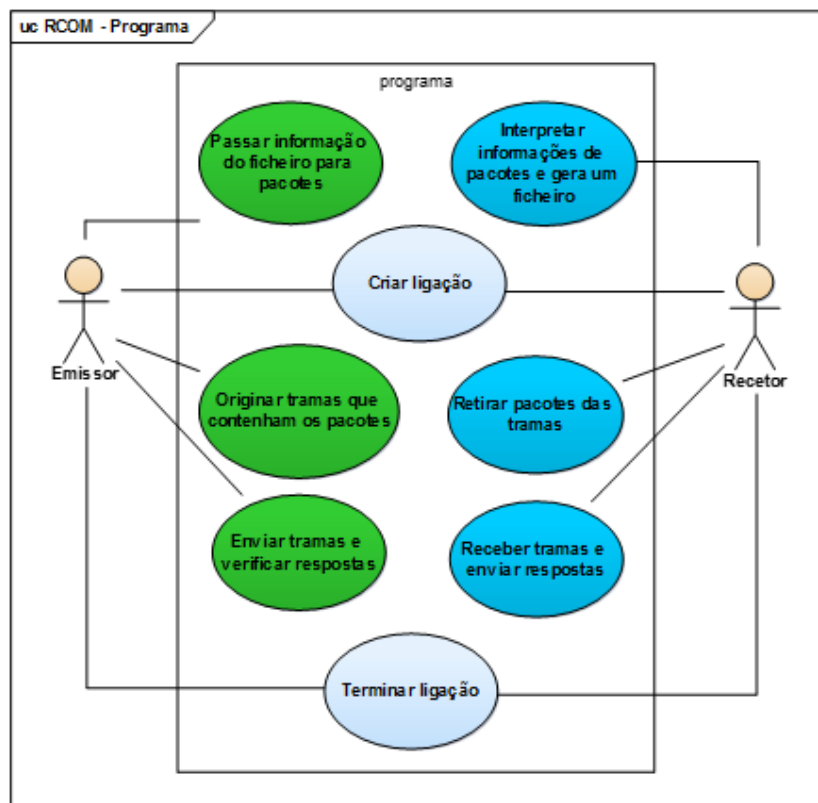 uc RCOM - Programa
programa
Passar informação
do ficheiro para
pacotes
Interpretar
informações de
pacotes e gera um
ficheiro
Criar ligação
Emissor
Recetor
Originar tramas que
contenham os pacotes
Retirar pacotes das
tramas
Enviar tramas e
verificar respostas
Receber tramas e
enviar respostas
Terminar ligação